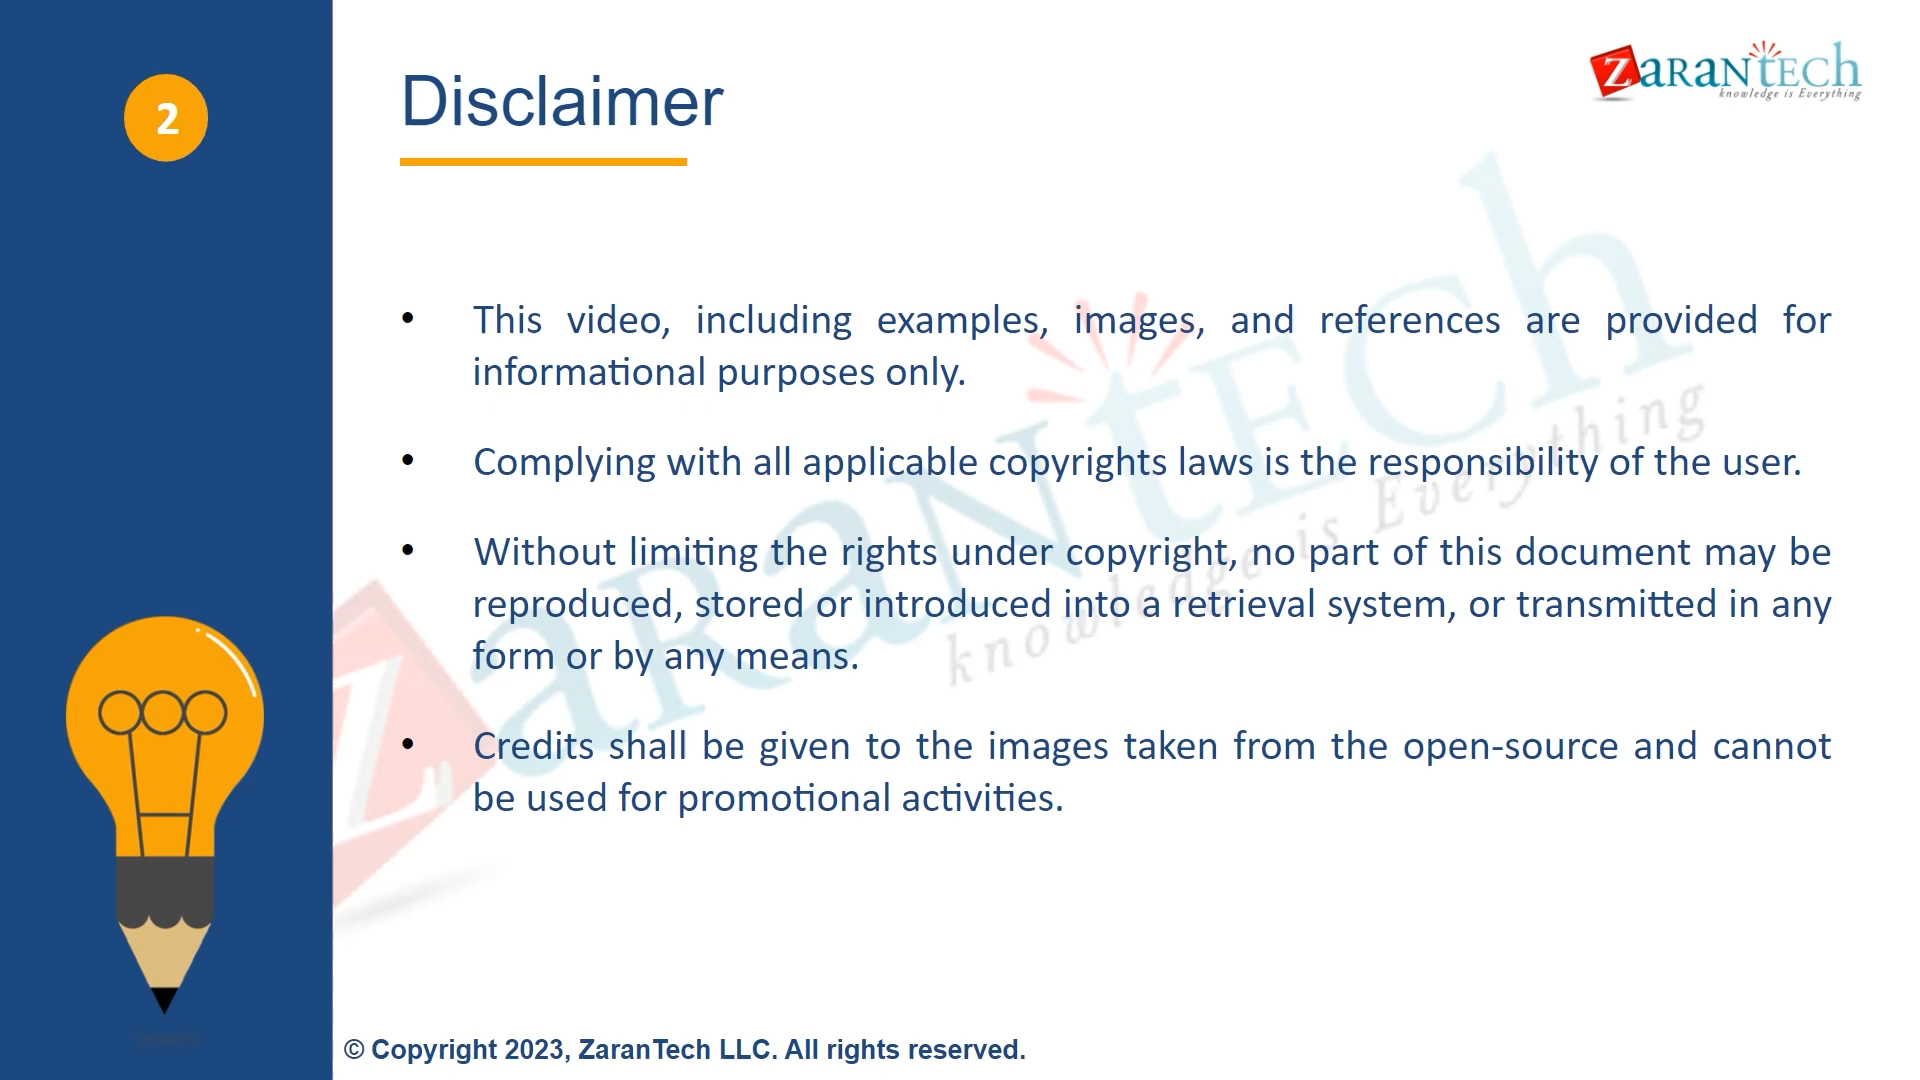 2
Disclaimer
ZaranTech
knowledge is Everything
• This video, including examples, images, and references are provided for
informational purposes only.
• Complying with all applicable copyrights laws is the responsibility of the user.
• Without limiting the rights under copyright, no part of this document may be
reproduced, stored or introduced into a retrieval system, or transmitted in any
form or by any means.
• Credits shall be given to the images taken from the open-source and cannot
be used for promotional activities.
ZaranTech
knowledge is Everything
© Copyright 2023, ZaranTech LLC. All rights reserved.